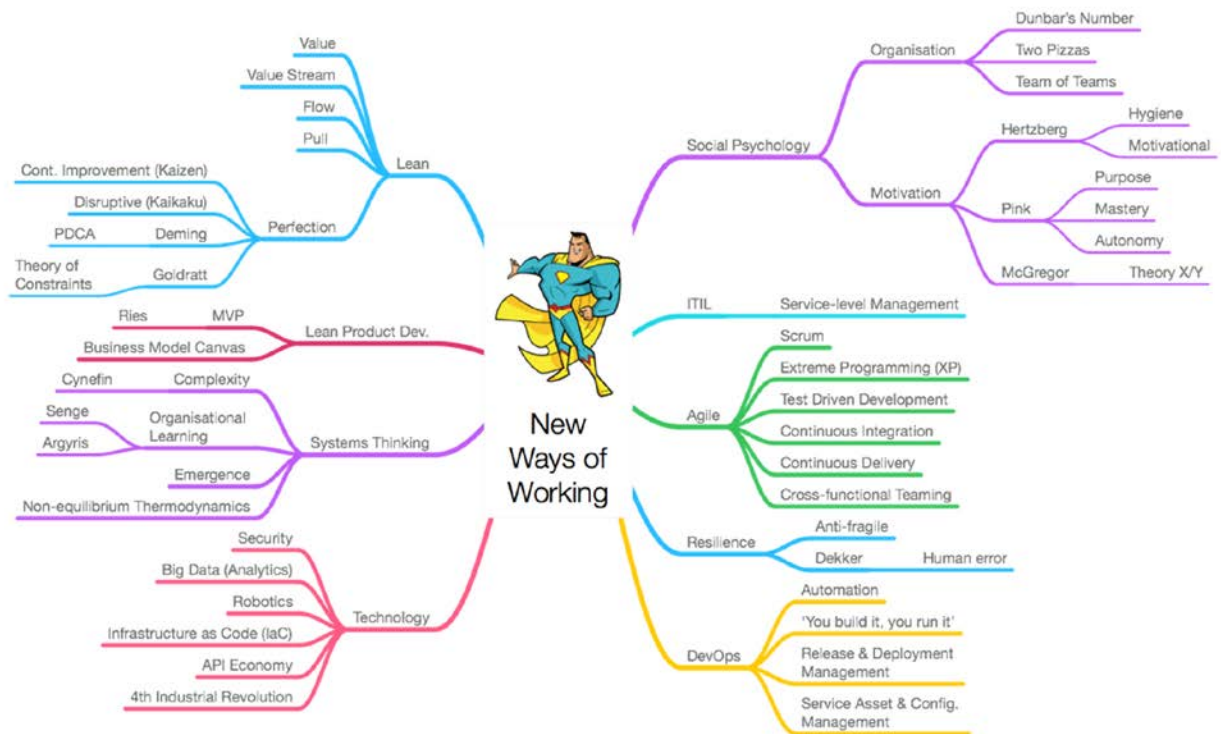 New
Ways of
Working
Lean
Value
Value Stream
Flow
Pull
Perfection
Cont. Improvement (Kaizen)
Disruptive (Kaikaku)
Deming
PDCA
Goldratt
Theory of
Constraints
Lean Product Dev.
MVP
Ries
Business Model Canvas
Systems Thinking
Complexity
Cynefin
Organisational
Learning
Senge
Argyris
Emergence
Non-equilibrium Thermodynamics
Technology
Security
Big Data (Analytics)
Robotics
Infrastructure as Code (IaC)
API Economy
4th Industrial Revolution
Social Psychology
Organisation
Dunbar's Number
Two Pizzas
Team of Teams
Motivation
Hertzberg
Hygiene
Motivational
Pink
Purpose
Mastery
Autonomy
McGregor
Theory X/Y
ITIL
Service-level Management
Agile
Scrum
Extreme Programming (XP)
Test Driven Development
Continuous Integration
Continuous Delivery
Cross-functional Teaming
Resilience
Anti-fragile
Dekker
Human error
DevOps
Automation
'You build it, you run it'
Release & Deployment
Management
Service Asset & Config.
Management